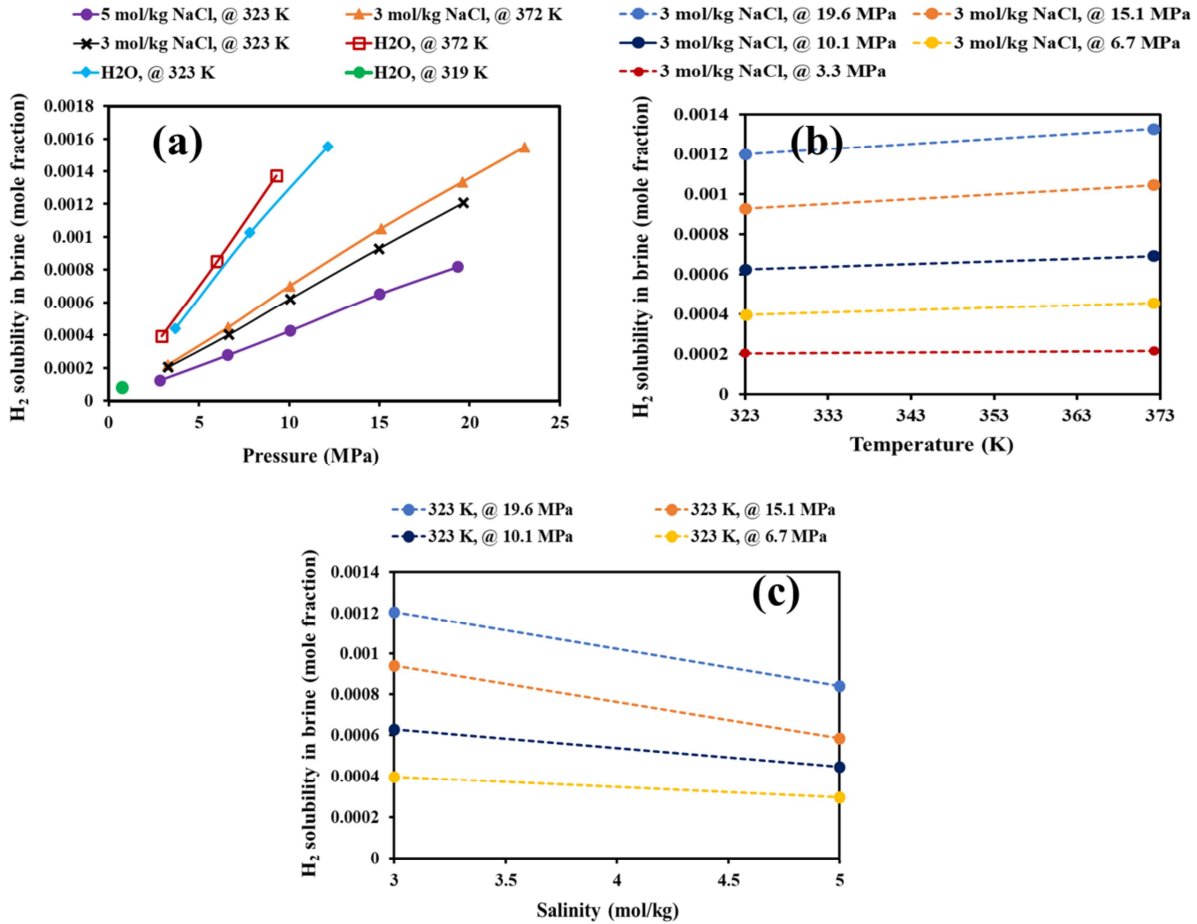 5 mol/kg NaCl, @ 323 K
3 mol/kg NaCl, @ 372 K
3 mol/kg NaCl, @ 323 K
H2O, @ 372 K
H2O, @ 323 K
H2O, @ 319 K
H₂ solubility in brine (mole fraction)
0.0018
0.0016
0.0014
0.0012
0.001
0.0008
0.0006
0.0004
0.0002
0
(a)
0 5 10 15 20 25
Pressure (MPa)
3 mol/kg NaCl, @ 19.6 MPa
3 mol/kg NaCl, @ 15.1 MPa
3 mol/kg NaCl, @ 10.1 MPa
3 mol/kg NaCl, @ 6.7 MPa
3 mol/kg NaCl, @ 3.3 MPa
H₂ solubility in brine (mole fraction)
0.0014
0.0012
0.001
0.0008
0.0006
0.0004
0.0002
0
(b)
323 333 343 353 363 373
Temperature (K)
323 K, @ 19.6 MPa
323 K, @ 15.1 MPa
323 K, @ 10.1 MPa
323 K, @ 6.7 MPa
H₂ solubility in brine (mole fraction)
0.0014
0.0012
0.001
0.0008
0.0006
0.0004
0.0002
0
(c)
3 3.5 4 4.5 5
Salinity (mol/kg)